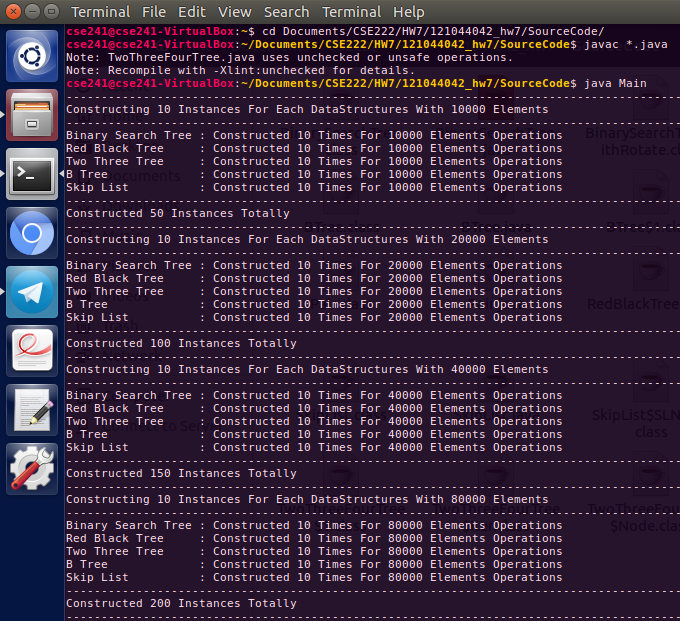 Terminal File Edit View Search Terminal Help
cse241@cse241-VirtualBox:~$ cd Documents/CSE222/HW7/121044042_hw7/SourceCode/
cse241@cse241-VirtualBox:~/Documents/CSE222/HW7/121044042_hw7/SourceCode$ javac *.java
Note: TwoThreeFourTree.java uses unchecked or unsafe operations.
Note: Recompile with -Xlint:unchecked for details.
cse241@cse241-VirtualBox:~/Documents/CSE222/HW7/121044042_hw7/SourceCode$ java Main
--------------------------------------------------------------------------------
Constructing 10 Instances For Each DataStructures With 10000 Elements
--------------------------------------------------------------------------------
Binary Search Tree : Constructed 10 Times For 10000 Elements Operations
Red Black Tree     : Constructed 10 Times For 10000 Elements Operations
Two Three Tree     : Constructed 10 Times For 10000 Elements Operations
B Tree             : Constructed 10 Times For 10000 Elements Operations
Skip List          : Constructed 10 Times For 10000 Elements Operations
--------------------------------------------------------------------------------
Constructed 50 Instances Totally
--------------------------------------------------------------------------------
Constructing 10 Instances For Each DataStructures With 20000 Elements
--------------------------------------------------------------------------------
Binary Search Tree : Constructed 10 Times For 20000 Elements Operations
Red Black Tree     : Constructed 10 Times For 20000 Elements Operations
Two Three Tree     : Constructed 10 Times For 20000 Elements Operations
B Tree             : Constructed 10 Times For 20000 Elements Operations
Skip List          : Constructed 10 Times For 20000 Elements Operations
--------------------------------------------------------------------------------
Constructed 100 Instances Totally
--------------------------------------------------------------------------------
Constructing 10 Instances For Each DataStructures With 40000 Elements
--------------------------------------------------------------------------------
Binary Search Tree : Constructed 10 Times For 40000 Elements Operations
Red Black Tree     : Constructed 10 Times For 40000 Elements Operations
Two Three Tree     : Constructed 10 Times For 40000 Elements Operations
B Tree             : Constructed 10 Times For 40000 Elements Operations
Skip List          : Constructed 10 Times For 40000 Elements Operations
--------------------------------------------------------------------------------
Constructed 150 Instances Totally
--------------------------------------------------------------------------------
Constructing 10 Instances For Each DataStructures With 80000 Elements
--------------------------------------------------------------------------------
Binary Search Tree : Constructed 10 Times For 80000 Elements Operations
Red Black Tree     : Constructed 10 Times For 80000 Elements Operations
Two Three Tree     : Constructed 10 Times For 80000 Elements Operations
B Tree             : Constructed 10 Times For 80000 Elements Operations
Skip List          : Constructed 10 Times For 80000 Elements Operations
--------------------------------------------------------------------------------
Constructed 200 Instances Totally
--------------------------------------------------------------------------------